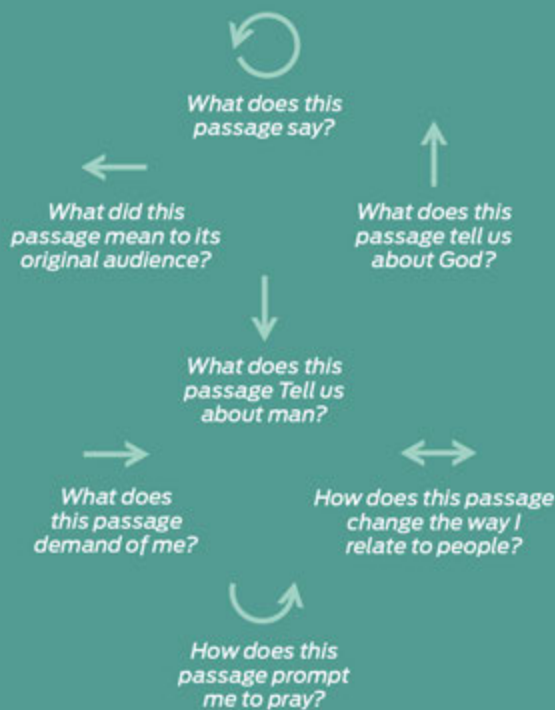 What does this
passage say?
What did this
passage mean to its
original audience?
What does this
passage tell us
about God?
What does this
passage Tell us
about man?
What does
this passage
demand of me?
How does this passage
change the way I
relate to people?
How does this
passage prompt
me to pray?